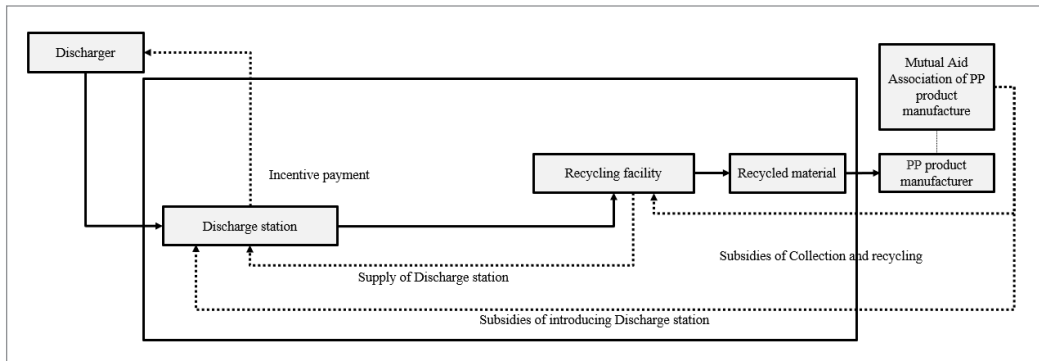 Discharger
Mutual Aid
Association of PP
product
manufacture
Incentive payment
Recycling facility
Recycled material
PP product
manufacturer
Discharge station
Subsidies of Collection and recycling
Supply of Discharge station
Subsidies of introducing Discharge station